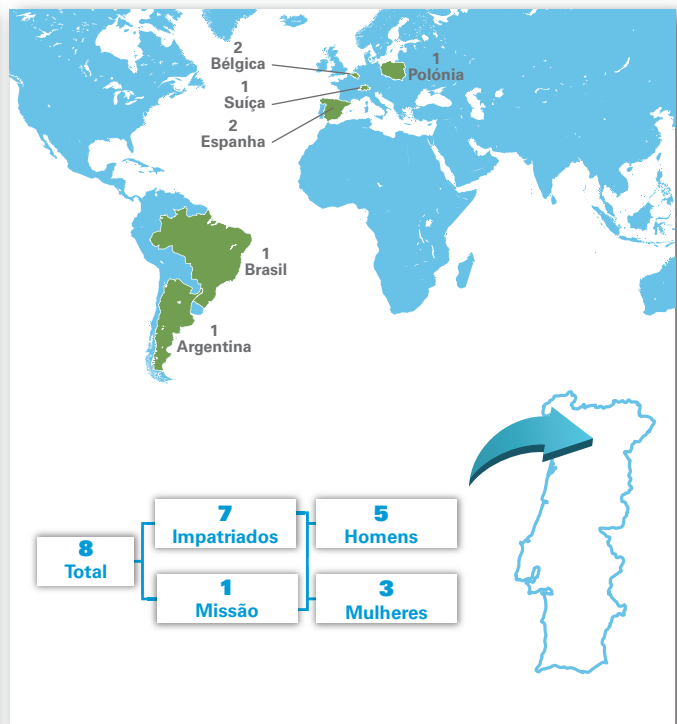 2
Bélgica
1
Polónia
1
Suíça
2
Espanha
1
Brasil
1
Argentina
8
Total
7
Impatriados
1
Missão
5
Homens
3
Mulheres